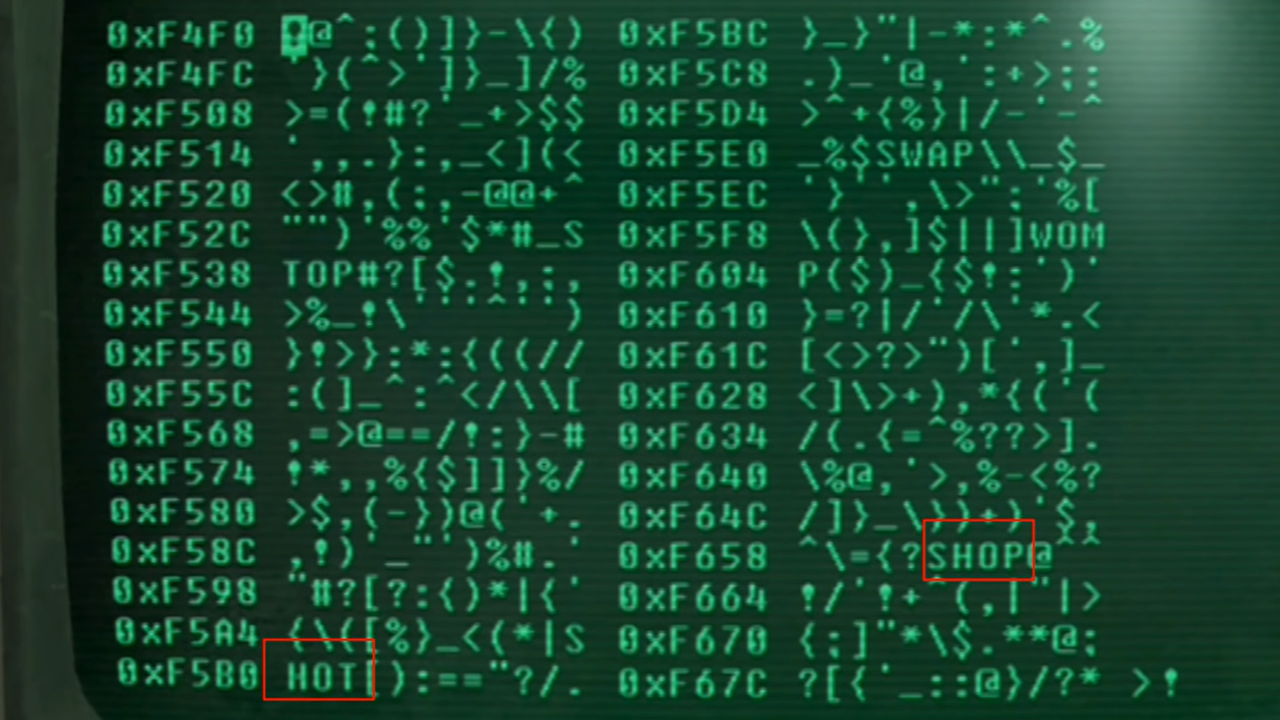 0xF4F0 !@^;()]}-\{) 0xF5BC }_}"|-*:*^.%
0xF4FC '}(^>']}_]/% 0xF5C8 .)_'@,':+>;:
0xF508 >=(!#?'_+>$$ 0xF5D4 >^+{%}|/-'-^
0xF514 ',,.}:,_<](< 0xF5E0 _%$SWAP\\_$_
0xF520 <>#,(;,-@@+^ 0xF5EC '}'',\>";'%[
0xF52C "")'%%'$*#_S 0xF5F8 \(},]$||]WOM
0xF538 TOP#?[$.!,:, 0xF604 P($)_{$!:')'
0xF544 >%_!\''^'') 0xF610 }=?|/'/\'*.<
0xF550 }!>}:*:{((// 0xF61C [<>?>")[',]_
0xF55C :(]_^:^</\\[ 0xF628 <]\>+),*{('(
0xF568 ,=>@==/!:}-# 0xF634 /(.{=^%??>].
0xF574 !*,,%{$]]}%/ 0xF640 \%@,'>,%-<%?
0xF580 >$,(-})@('+. 0xF64C /]}_\})+)'$,
0xF58C ,!)'_"')%#.' 0xF658 ^\={?SHOP@^^
0xF598 "#?[?:{)*|{' 0xF664 !/'!+^(,|"|>
0xF5A4 {\([%}_<(*|S 0xF670 {;]"*\$.**@;
0xF5B0 HOT[):=="?/. 0xF67C ?[{'_::@}/?* >!